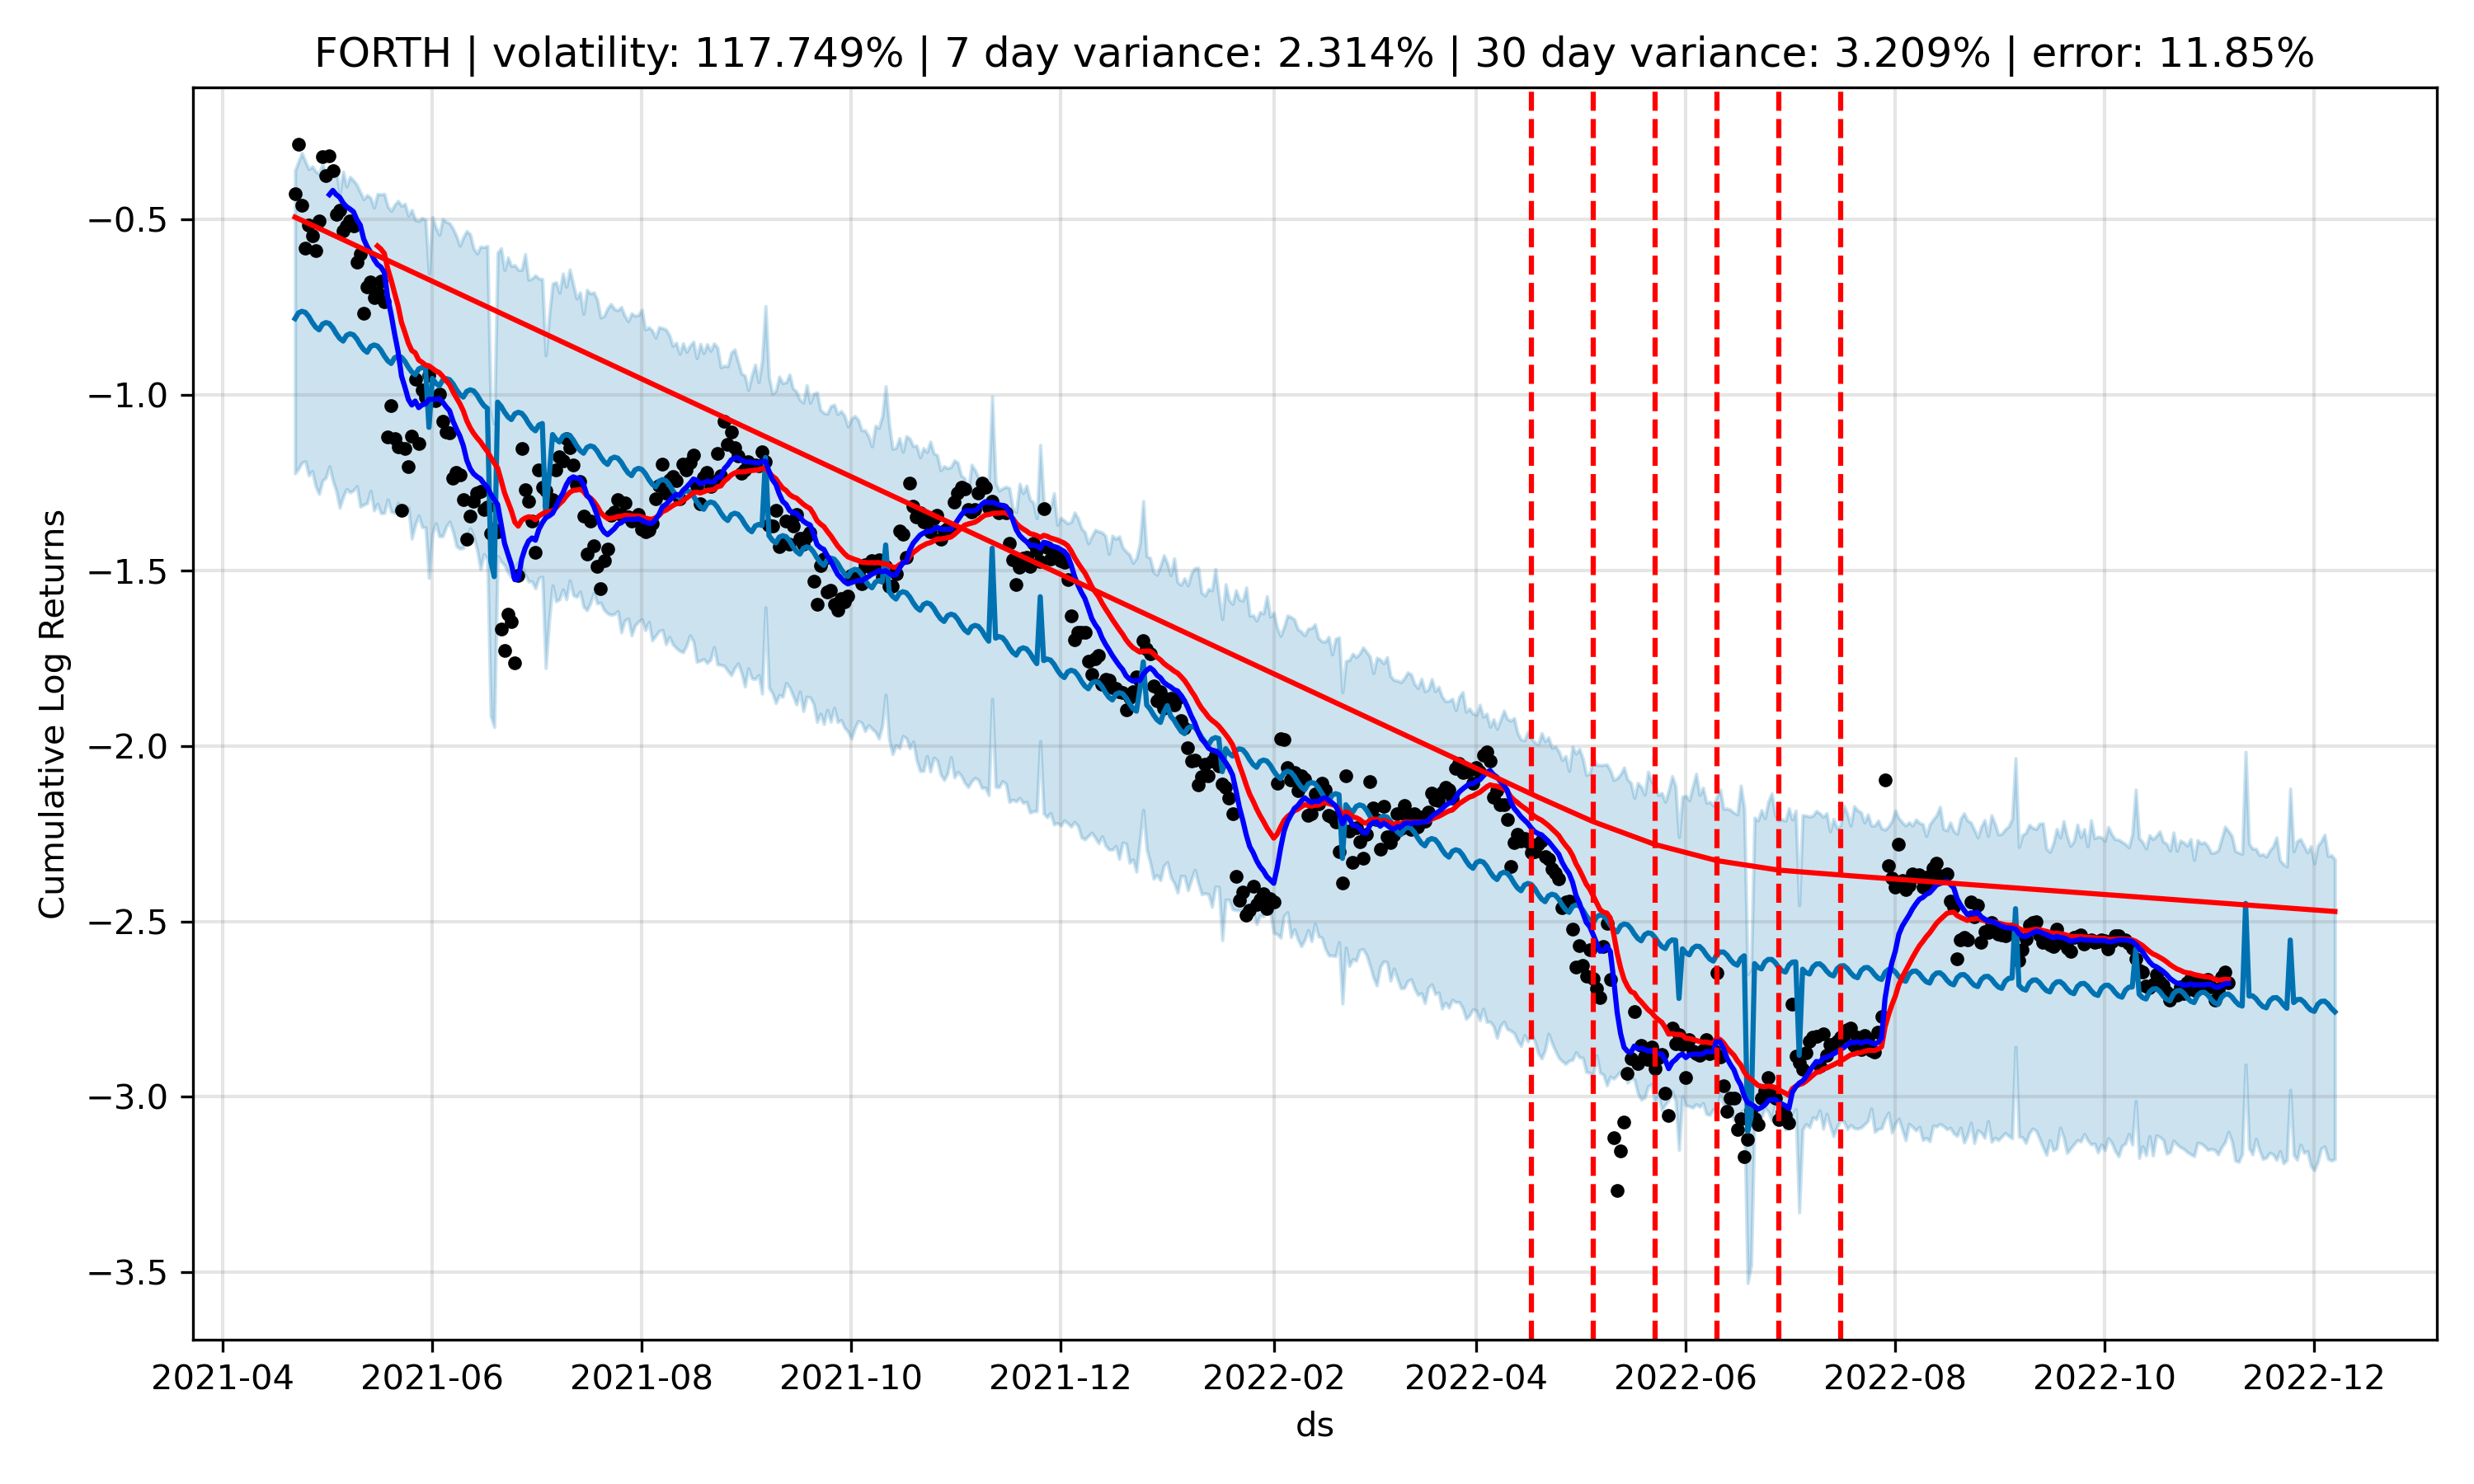 FORTH | volatility: 117.749% | 7 day variance: 2.314% | 30 day variance: 3.209% | error: 11.85%
Cumulative Log Returns
−0.5
−1.0
−1.5
−2.0
−2.5
−3.0
−3.5
2021-04 2021-06 2021-08 2021-10 2021-12 2022-02 2022-04 2022-06 2022-08 2022-10 2022-12
ds